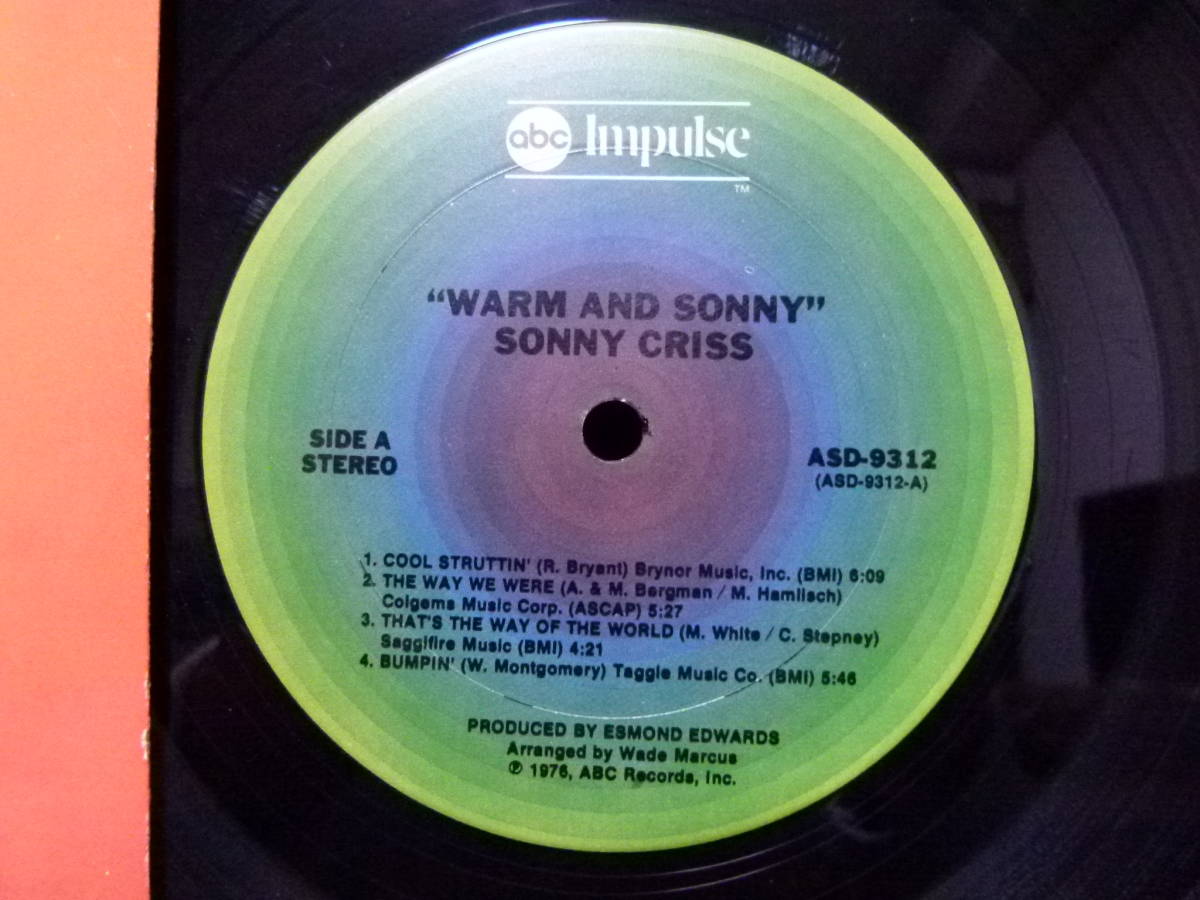 abc Impulse
TM
“WARM AND SONNY”
SONNY CRISS
SIDE A
STEREO
ASD-9312
(ASD-9312-A)
1. COOL STRUTTIN' (R. Bryant) Brynor Music, Inc. (BMI) 6:09
2. THE WAY WE WERE (A. & M. Bergman / M. Hamlisch)
Colgems Music Corp. (ASCAP) 5:27
3. THAT'S THE WAY OF THE WORLD (M. White / C. Stepney)
Saggifire Music (BMI) 4:21
4. BUMPIN' (W. Montgomery) Taggie Music Co. (BMI) 5:46
PRODUCED BY ESMOND EDWARDS
Arranged by Wade Marcus
℗ 1976, ABC Records, Inc.